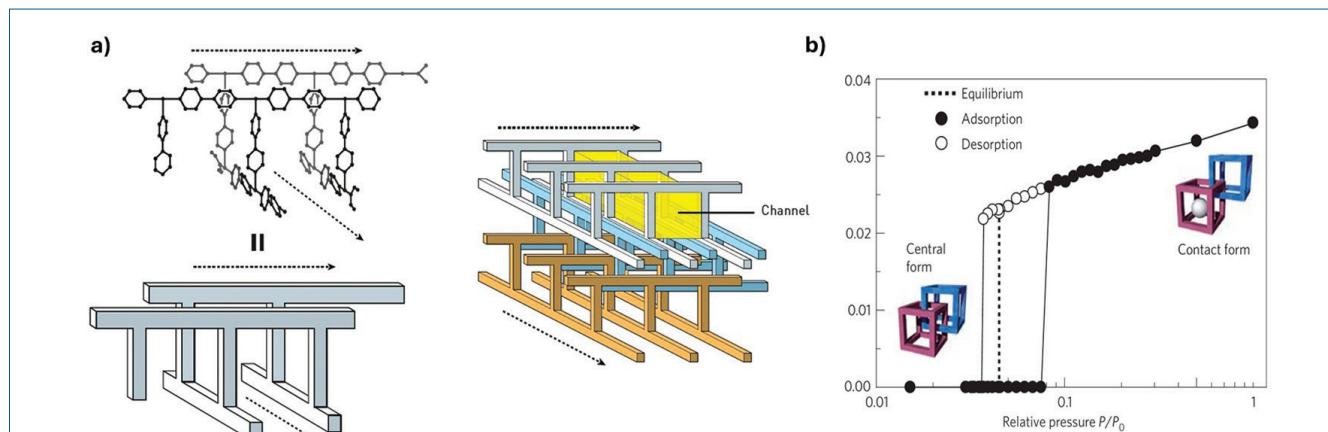 a)
b)
0.04
Equilibrium
Adsorption
Desorption
0.03
Channel
Contact form
0.02
Central
form
0.01
0.00
0.01
0.1
1
Relative pressure P/P0